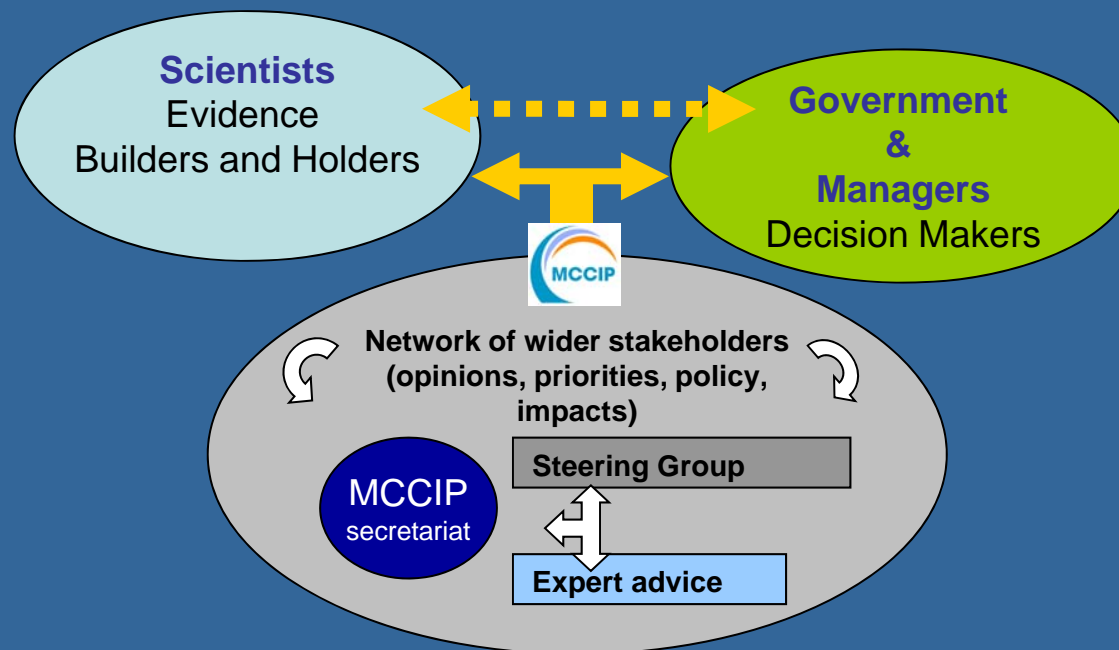 Scientists
Evidence
Builders and Holders
Government
&
Managers
Decision Makers
MCCIP
Network of wider stakeholders
(opinions, priorities, policy,
impacts)
Steering Group
MCCIP
secretariat
Expert advice